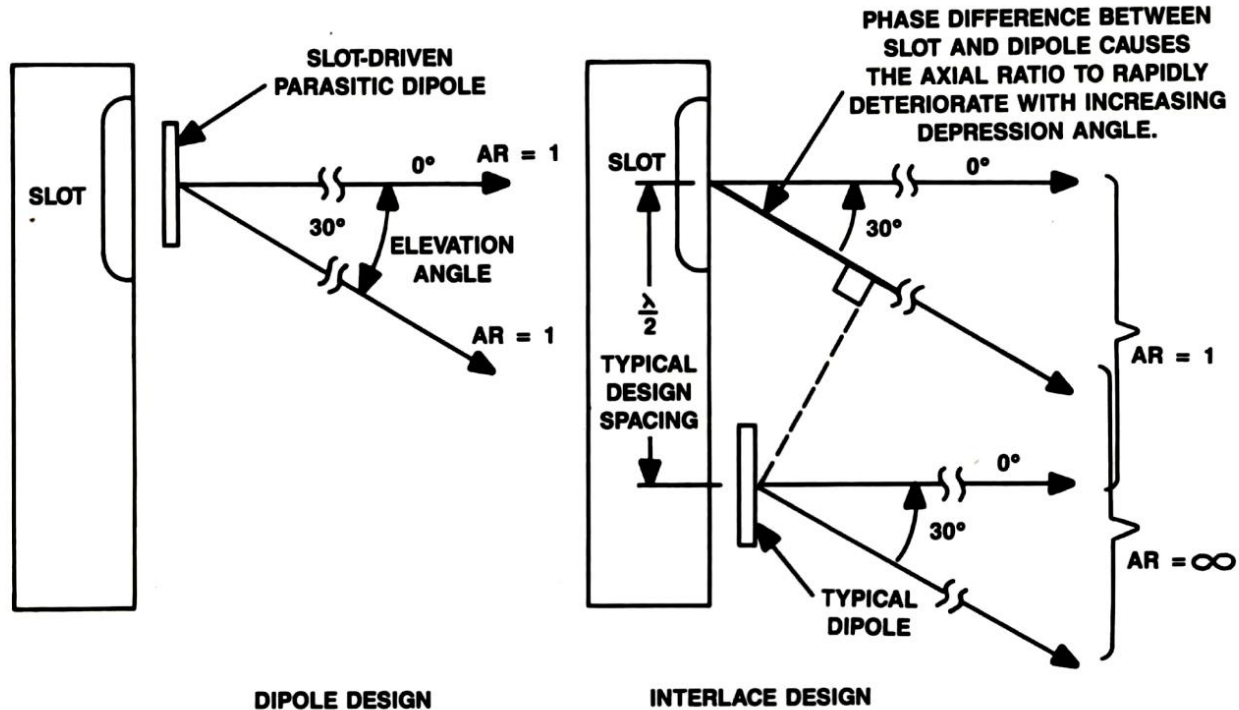 SLOT-DRIVEN
PARASITIC DIPOLE
SLOT
0°
AR = 1
30°
ELEVATION
ANGLE
AR = 1
DIPOLE DESIGN
PHASE DIFFERENCE BETWEEN
SLOT AND DIPOLE CAUSES
THE AXIAL RATIO TO RAPIDLY
DETERIORATE WITH INCREASING
DEPRESSION ANGLE.
SLOT
0°
30°
λ
2
TYPICAL
DESIGN
SPACING
AR = 1
0°
30°
AR = ∞
TYPICAL
DIPOLE
INTERLACE DESIGN